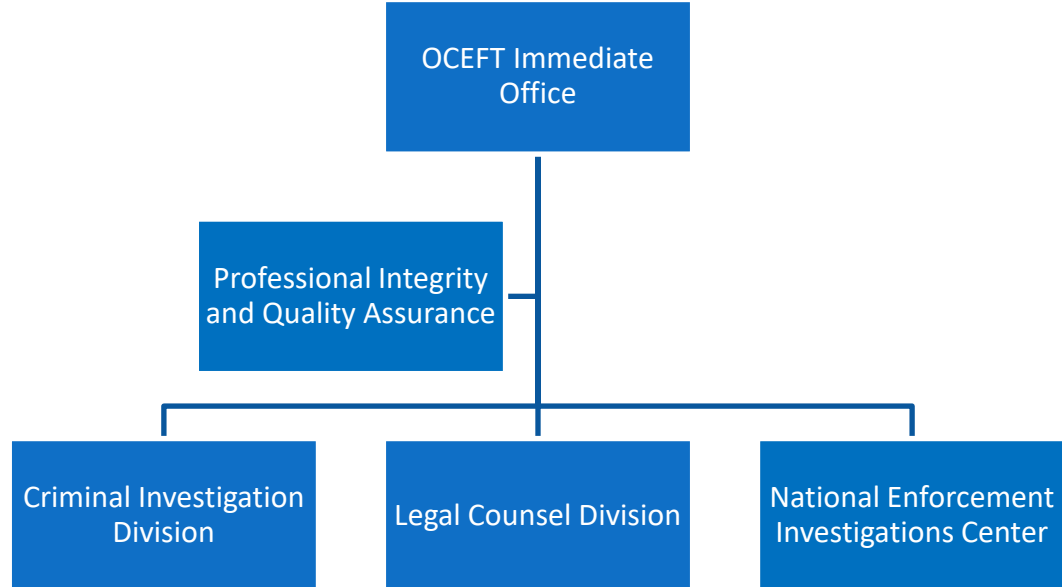 OCEFT Immediate
Office
Professional Integrity
and Quality Assurance
Criminal Investigation
Division
Legal Counsel Division
National Enforcement
Investigations Center